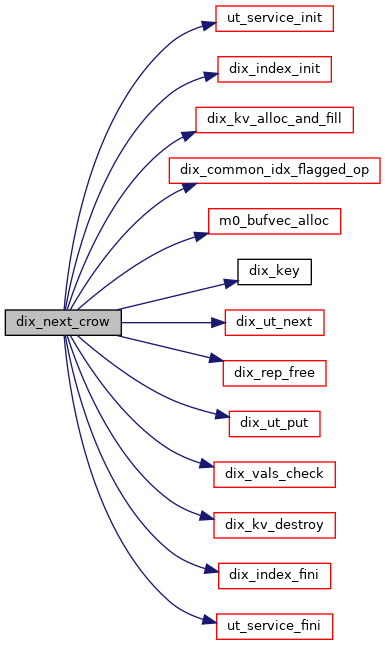 ut_service_init
dix_index_init
dix_kv_alloc_and_fill
dix_common_idx_flagged_op
m0_bufvec_alloc
dix_key
dix_next_crow
dix_ut_next
dix_rep_free
dix_ut_put
dix_vals_check
dix_kv_destroy
dix_index_fini
ut_service_fini